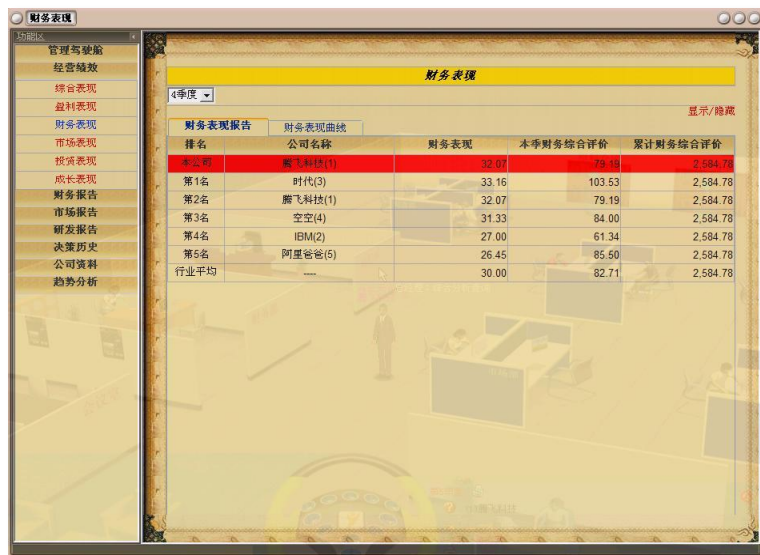 财务表现
功能区
管理驾驶舱
经营绩效
综合表现
盈利表现
财务表现
市场表现
投资表现
成长表现
财务报告
市场报告
研发报告
决策历史
公司资料
趋势分析
财务表现
4季度
显示/隐藏
财务表现报告 财务表现曲线
排名 公司名称 财务表现 本季财务综合评价 累计财务综合评价
本公司 腾飞科技(1) 32.07 79.19 2,584.78
第1名 时代(3) 33.16 103.53 2,584.78
第2名 腾飞科技(1) 32.07 79.19 2,584.78
第3名 空空(4) 31.33 84.00 2,584.78
第4名 IBM(2) 27.00 61.34 2,584.78
第5名 阿里爸爸(5) 26.45 85.50 2,584.78
行业平均 ---- 30.00 82.71 2,584.78